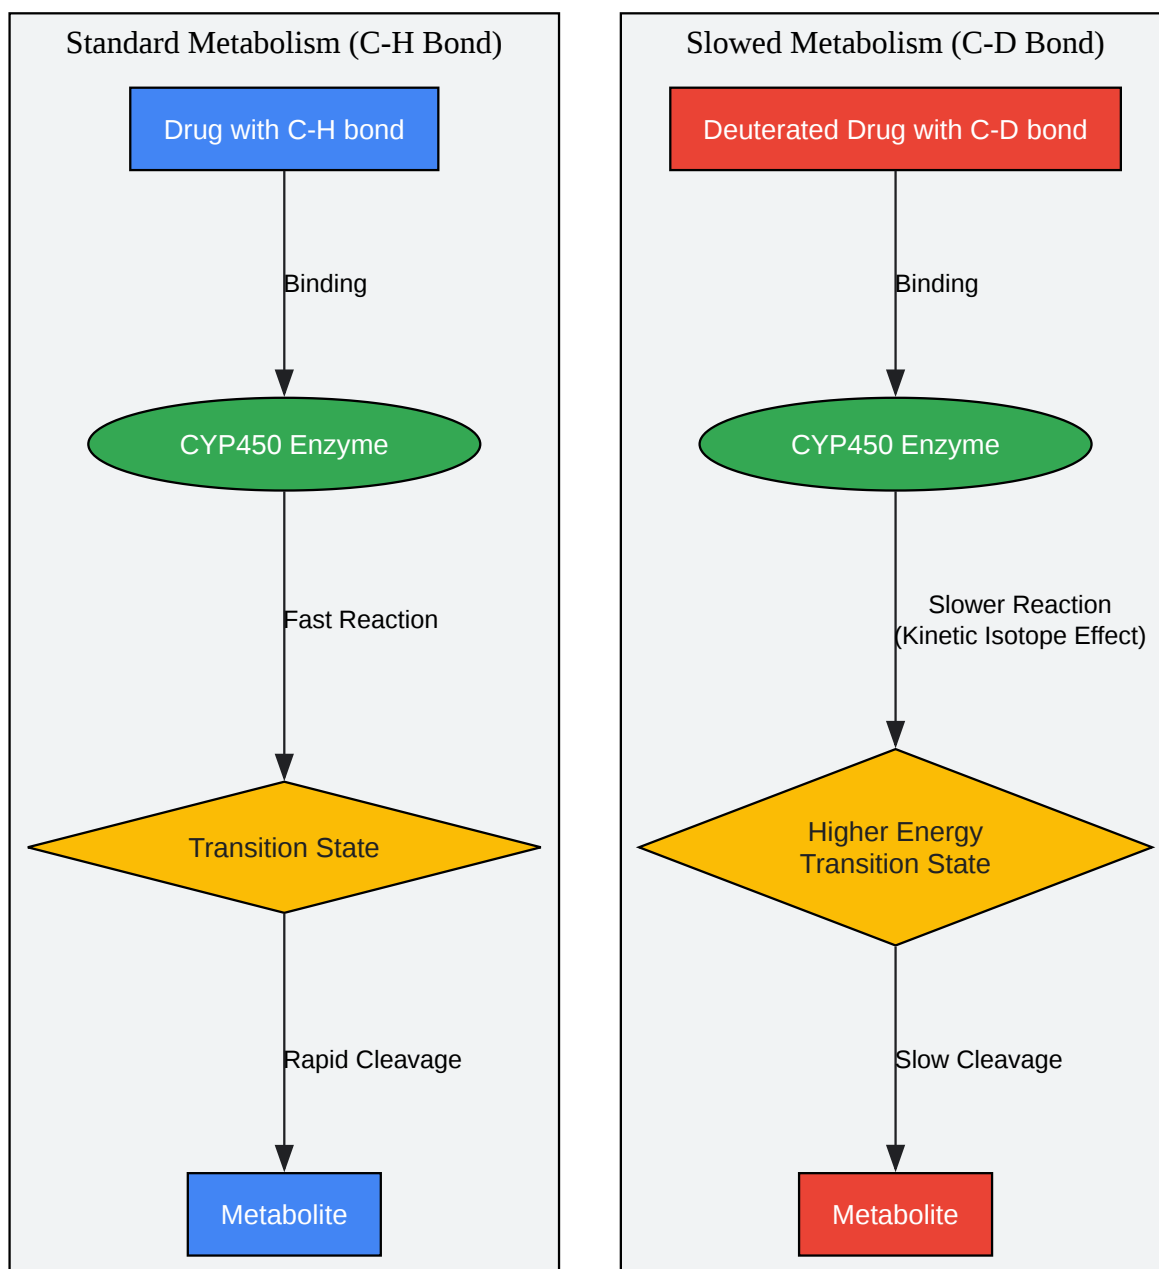 Standard Metabolism (C-H Bond)
Drug with C-H bond
Binding
CYP450 Enzyme
Fast Reaction
Transition State
Rapid Cleavage
Metabolite
Slowed Metabolism (C-D Bond)
Deuterated Drug with C-D bond
Binding
CYP450 Enzyme
Slower Reaction
(Kinetic Isotope Effect)
Higher Energy
Transition State
Slow Cleavage
Metabolite